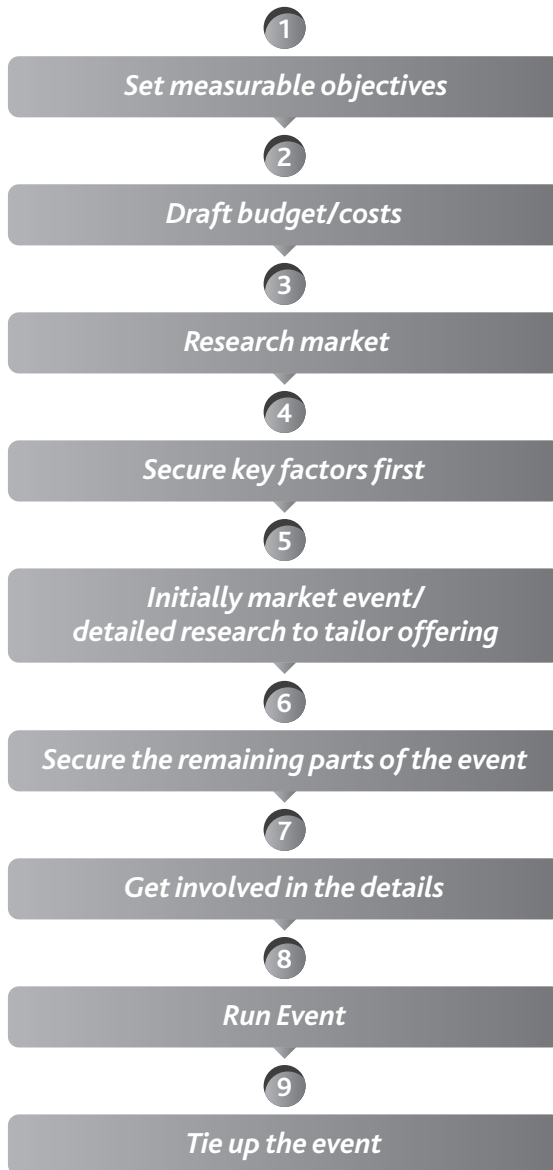 1
Set measurable objectives
2
Draft budget/costs
3
Research market
4
Secure key factors first
5
Initially market event/
detailed research to tailor offering
6
Secure the remaining parts of the event
7
Get involved in the details
8
Run Event
9
Tie up the event